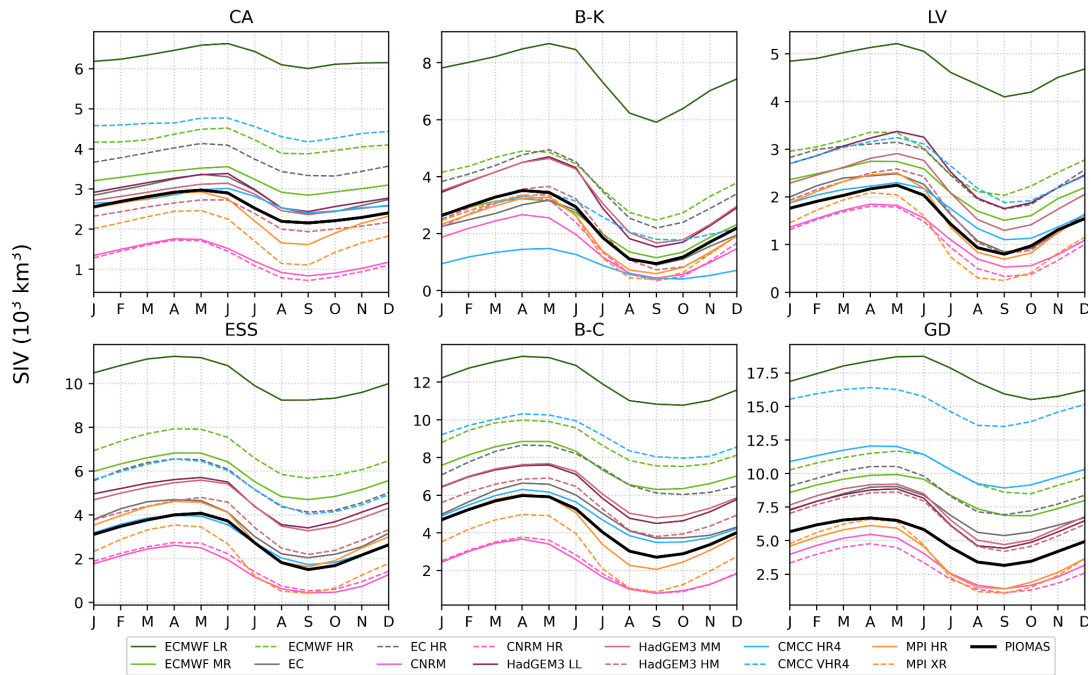 CA B-K LV
6 8 5
5 6 4
4 4 3
3 2 2
2 0 1
1 0
J F M A M J J A S O N D J F M A M J J A S O N D J F M A M J J A S O N D
SIV (10³ km³)
ESS B-C GD
10 12 17.5
8 10 15.0
6 8 12.5
4 6 10.0
2 4 7.5
0 2 5.0
2.5
J F M A M J J A S O N D J F M A M J J A S O N D J F M A M J J A S O N D
ECMWF LR ECMWF HR EC HR CNRM HR HadGEM3 MM CMCC HR4 MPI HR PIOMAS
ECMWF MR EC CNRM HadGEM3 LL HadGEM3 HM CMCC VHR4 MPI XR